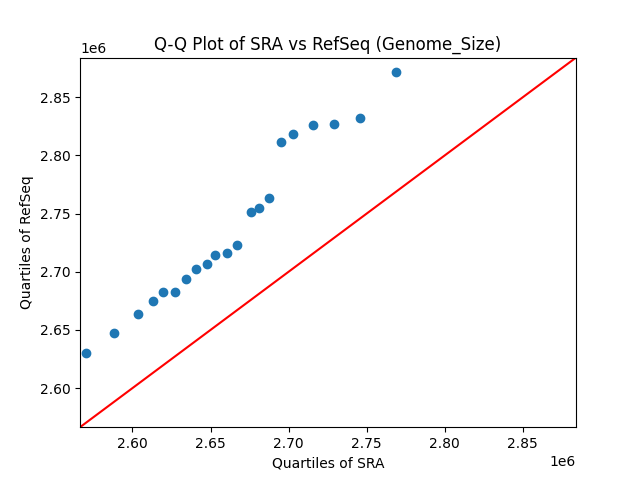 Q-Q Plot of SRA vs RefSeq (Genome_Size)
1e6
2.85
2.80
2.75
2.70
2.65
2.60
Quartiles of RefSeq
2.60 2.65 2.70 2.75 2.80 2.85
Quartiles of SRA
1e6